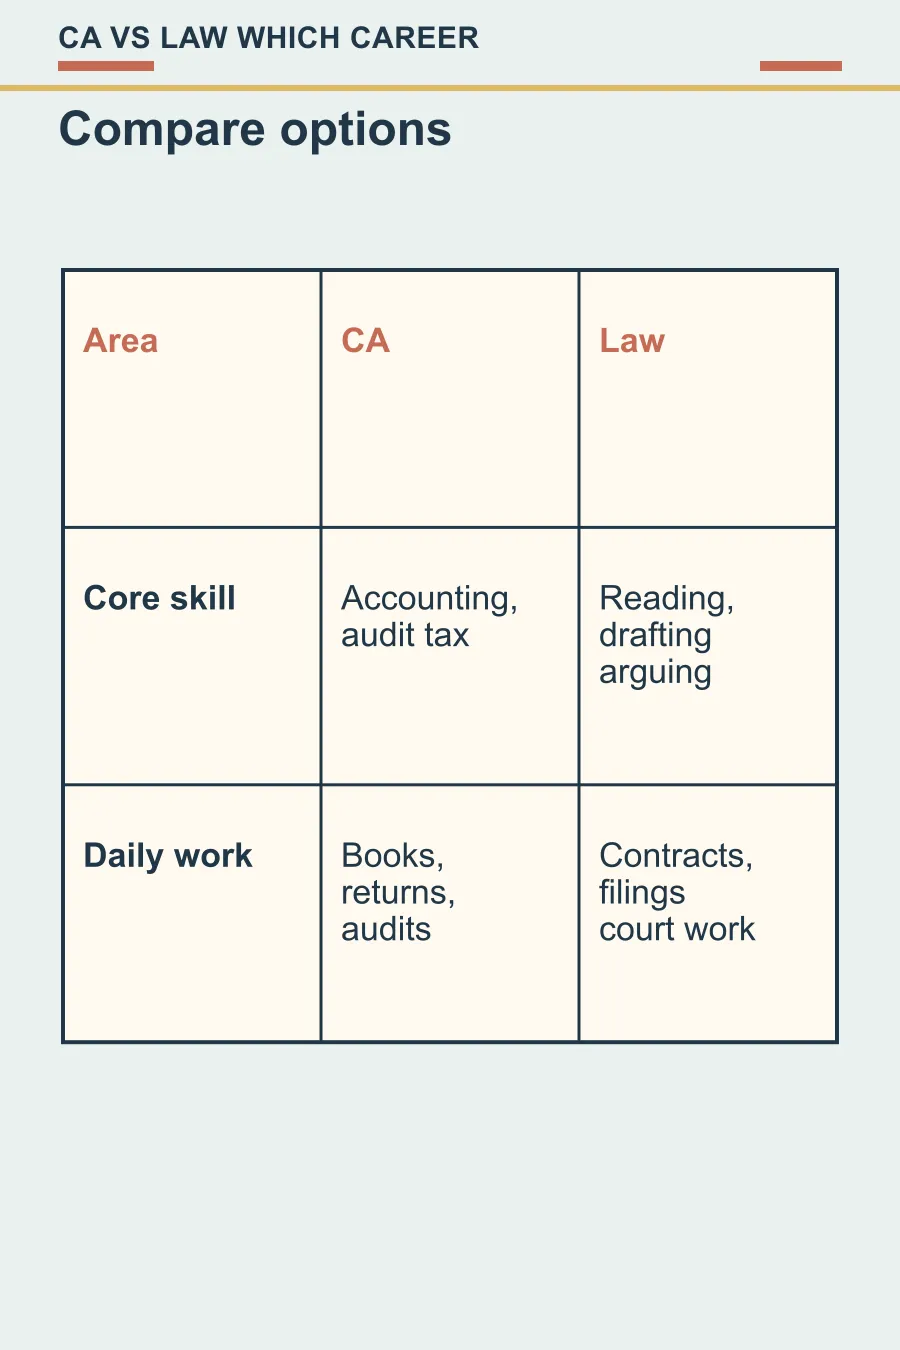 CA VS LAW WHICH CAREER
Compare options
Area
CA
Law
Core skill
Accounting,
audit tax
Reading,
drafting
arguing
Daily work
Books,
returns,
audits
Contracts,
filings
court work